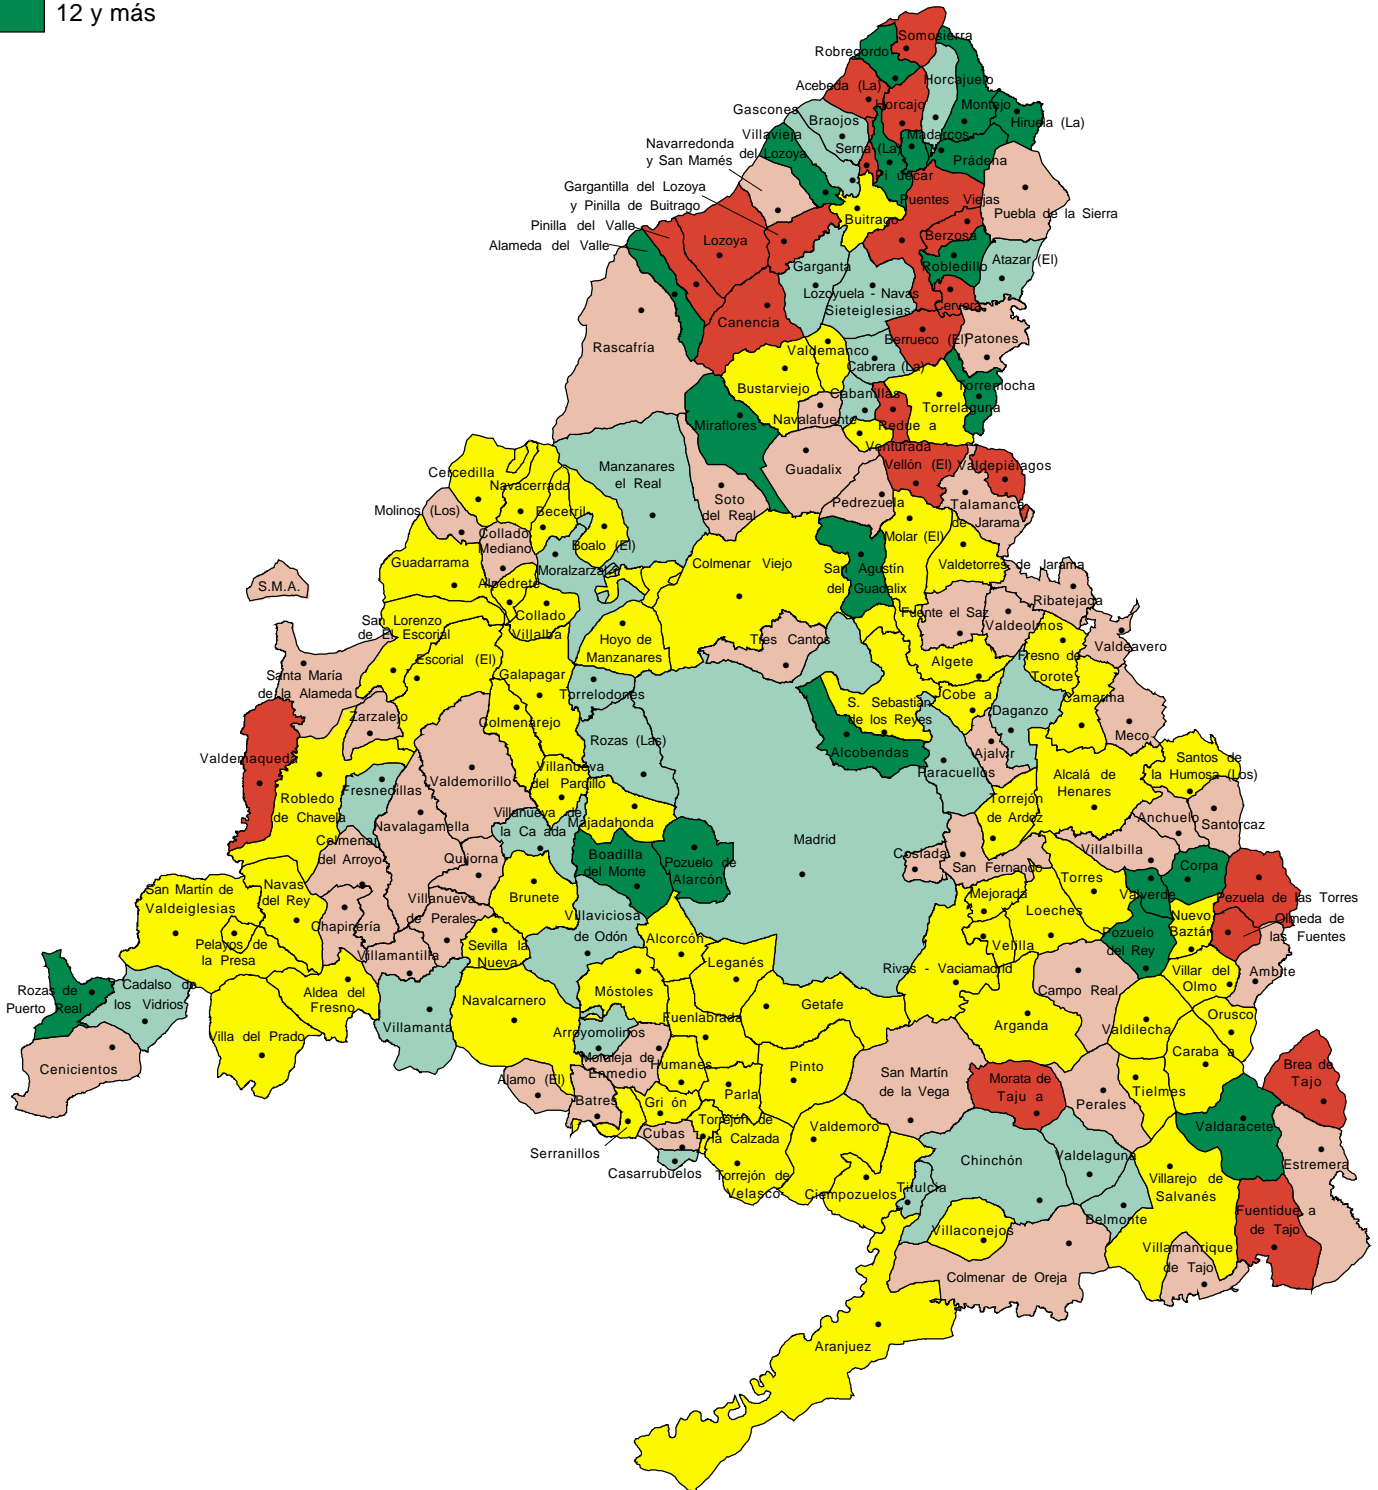 12 y más
Somosierra
Robregordo
Horcajuelo
Acebeda (La)
Horcajo
Montejo
Gascones
Braojos
Hiruela (La)
Villavieja
del Lozoya
Madarcos
Serna (La)
Navarredonda
y San Mamés
Prádena
Pi uécar
Gargantilla del Lozoya
y Pinilla de Buitrago
Puentes Viejas
Puebla de la Sierra
Buitrago
Pinilla del Valle
Lozoya
Berzosa
Alameda del Valle
Garganta
Robledillo
Atazar (El)
Lozoyuela - Navas
Sieteiglesias
Cervera
Canencia
Rascafría
Valdemanco
Berrueco (El)
Patones
Cabrera (La)
Bustarviejo
Cabanillas
Torremocha
Torrelaguna
Miraflores
Navalafuente
Redue a
Venturada
Manzanares
el Real
Guadalix
Vellón (El)
Valdepiélagos
Cercedilla
Navacerrada
Soto
del Real
Pedrezuela
Talamanca
de Jarama
Molinos (Los)
Becerril
Collado
Mediano
Boalo (El)
Molar (El)
Guadarrama
Moralzarzal
Colmenar Viejo
San Agustín
del Guadalix
Valdetorres de Jarama
S.M.A.
Alpedrete
Ribatejada
Collado
Villalba
Fuente el Saz
Valdeolmos
San Lorenzo
de El Escorial
Hoyo de
Manzanares
Tres Cantos
Valdeavero
Escorial (El)
Algete
Fresno de
Torote
Santa María
de la Alameda
Galapagar
Torrelodones
Cobe a
Camarma
Zarzalejo
Colmenarejo
S. Sebastián
de los Reyes
Daganzo
Meco
Valdemaqueda
Rozas (Las)
Alcobendas
Ajalvir
Santos de
la Humosa (Los)
Villanueva
del Pardillo
Valdemorillo
Paracuellos
Alcalá de
Henares
Fresnedillas
Robledo
de Chavela
Torrejón
de Ardoz
Villanueva de
la Ca ada
Majadahonda
Navalagamella
Anchuelo
Santorcaz
Colmenar
del Arroyo
Madrid
Villalbilla
Quijorna
Boadilla
del Monte
Pozuelo de
Alarcón
Coslada
San Fernando
Corpa
San Martín de
Valdeiglesias
Navas
del Rey
Brunete
Mejorada
Torres
Valverde
Pezuela de las Torres
Villanueva
de Perales
Loeches
Nuevo
Baztán
Olmeda de
las Fuentes
Chapinería
Villaviciosa
de Odón
Pozuelo
del Rey
Pelayos de
la Presa
Sevilla la
Nueva
Alcorcón
Velilla
Villamantilla
Leganés
Rivas - Vaciamadrid
Villar del
Olmo
Ambite
Cadalso de
los Vidrios
Rozas de
Puerto Real
Aldea del
Fresno
Móstoles
Campo Real
Navalcarnero
Getafe
Orusco
Villa del Prado
Villamanta
Arroyomolinos
Fuenlabrada
Arganda
Valdilecha
Caraba a
Cenicientos
Moraleja de
Enmedio
Humanes
Pinto
San Martín
de la Vega
Brea de
Tajo
Alamo (El)
Morata de
Taju a
Parla
Tielmes
Batres
Gri ón
Perales
Serranillos
Cubas
Torrejón de
la Calzada
Valdemoro
Valdaracete
Casarrubuelos
Chinchón
Valdelaguna
Estremera
Torrejón de
Velasco
Ciempozuelos
Titulcia
Villarejo de
Salvanés
Belmonte
Fuentidue a
de Tajo
Villaconejos
Villamanrique
de Tajo
Colmenar de Oreja
Aranjuez